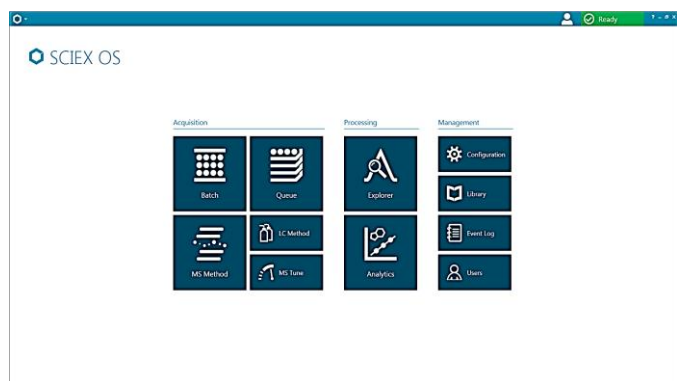 Ready
? – x
SCIEX OS
Acquisition
Processing
Management
Batch
Queue
Explorer
Configuration
Library
MS Method
LC Method
MS Tune
Analytics
Event Log
Users